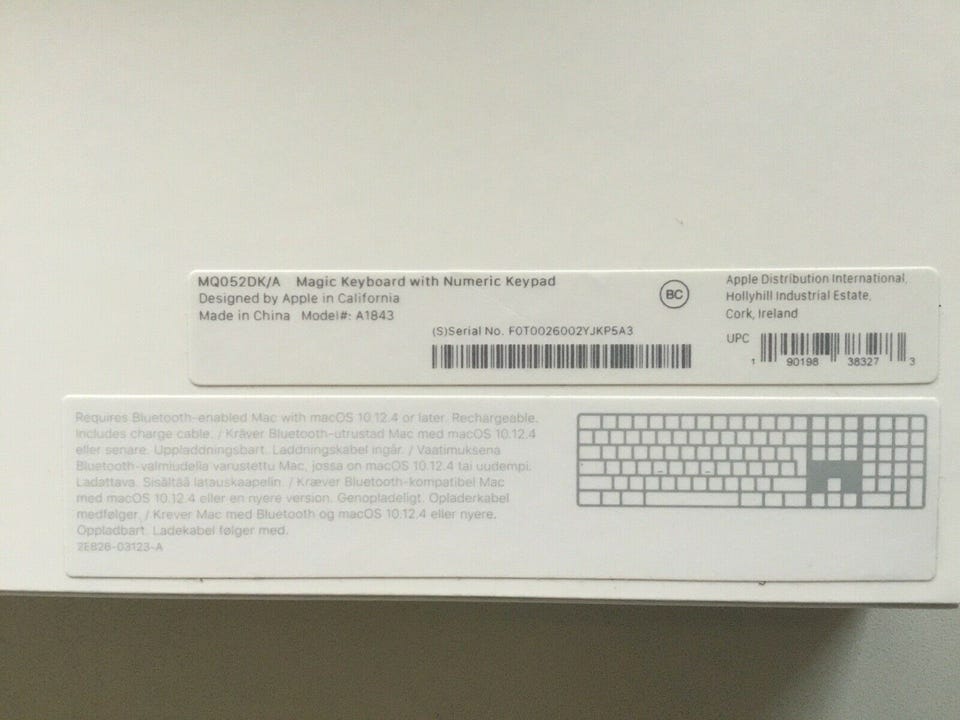 MQ052DK/A Magic Keyboard with Numeric Keypad
Designed by Apple in California
Made in China Model#: A1843
(S)Serial No. F0T0026002YJKP5A3
BC
Apple Distribution International,
Hollyhill Industrial Estate,
Cork, Ireland
UPC
1 90198 38327 3
Requires Bluetooth-enabled Mac with macOS 10.12.4 or later. Rechargeable.
Includes charge cable. / Kräver Bluetooth-utrustad Mac med macOS 10.12.4
eller senare. Uppladdningsbart. Laddningskabel ingår. / Vaatimuksena
Bluetooth-valmiudella varustettu Mac, jossa on macOS 10.12.4 tai uudempi.
Ladattava. Sisältää latauskaapelin. / Kræver Bluetooth-kompatibel Mac
med macOS 10.12.4 eller en nyere version. Genopladeligt. Opladerkabel
medfølger. / Krever Mac med Bluetooth og macOS 10.12.4 eller nyere.
Oppladbart. Ladekabel følger med.
2E826-03123-A